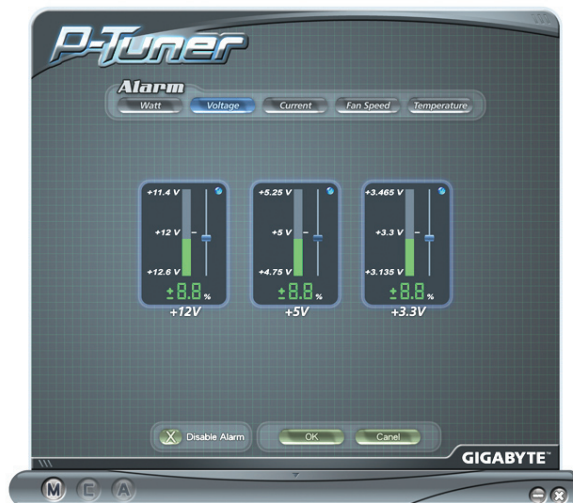 P-Tuner
Alarm
Watt Voltage Current Fan Speed Temperature
+11.4 V +5.25 V +3.465 V
+12 V +5 V +3.3 V
+12.6 V +4.75 V +3.135 V
±8.8 % ±8.8 % ±8.8 %
+12V +5V +3.3V
X Disable Alarm OK Canel
GIGABYTE™
M E A